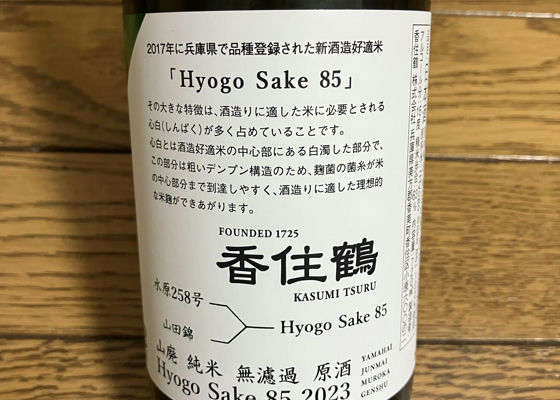 2017年に兵庫県で品種登録された新酒造好適米
「Hyogo Sake 85」
その大きな特徴は、酒造りに適した米に必要とされる
心白(しんぱく)が多く占めていることです。
心白とは酒造好適米の中心部にある白濁した部分で、
この部分は粗いデンプン構造のため、麹菌の菌糸が米
の中心部まで到達しやすく、酒造りに適した理想的
な米麹ができあがります。
FOUNDED 1725
香住鶴
KASUMI TSURU
水原258号
山田錦
Hyogo Sake 85
山廃 純米 無濾過 原酒
YAMAHAI
JUNMAI
MUROKA
GENSHU
Hyogo Sake 85 2023
香住鶴 株式会社